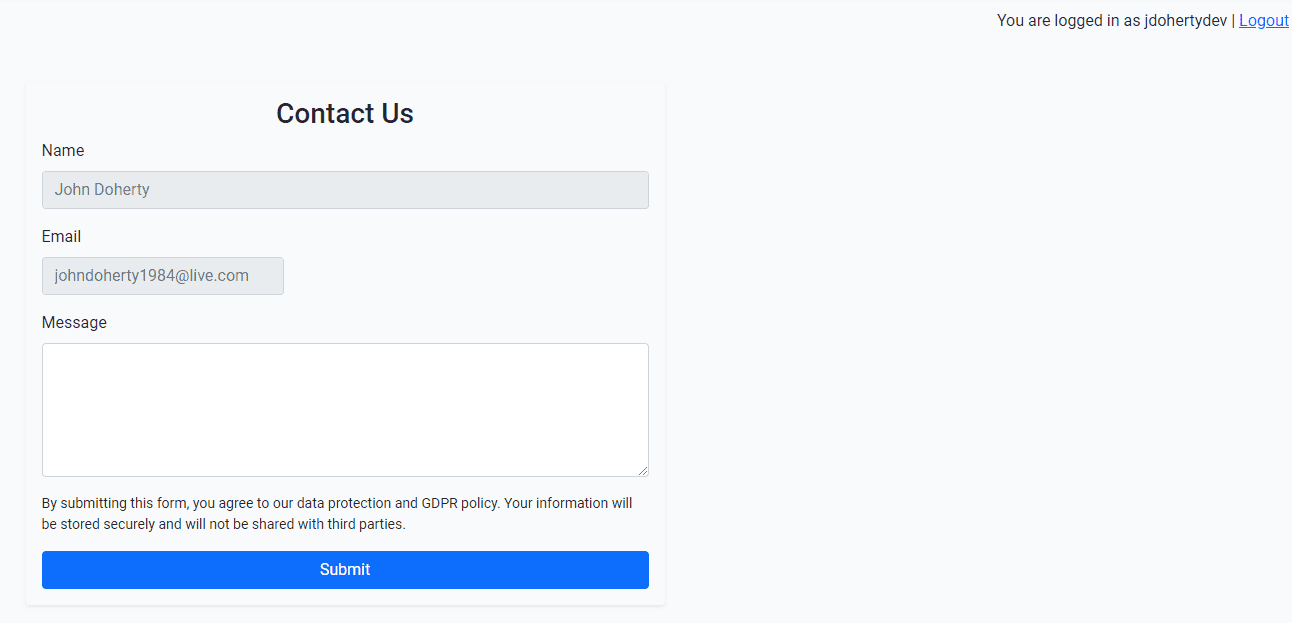 You are logged in as jdohertydev | Logout
Contact Us
Name
John Doherty
Email
johndoherty1984@live.com
Message
By submitting this form, you agree to our data protection and GDPR policy. Your information will
be stored securely and will not be shared with third parties.
Submit